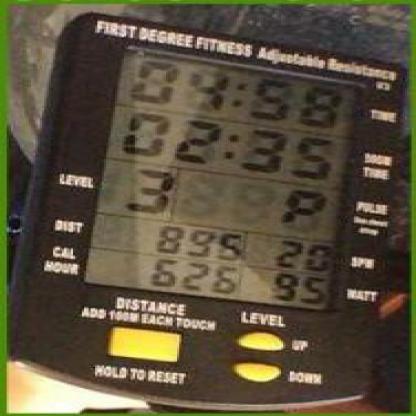 FIRST DEGREE FITNESS Adjustable Resistance
04:58 TIME
02:35 500M TIME
LEVEL 3 P PULSE
DIST 895 20 SPM
CAL HOUR 626 95 WATT
DISTANCE
ADD 100M EACH TOUCH
LEVEL
UP
HOLD TO RESET
DOWN